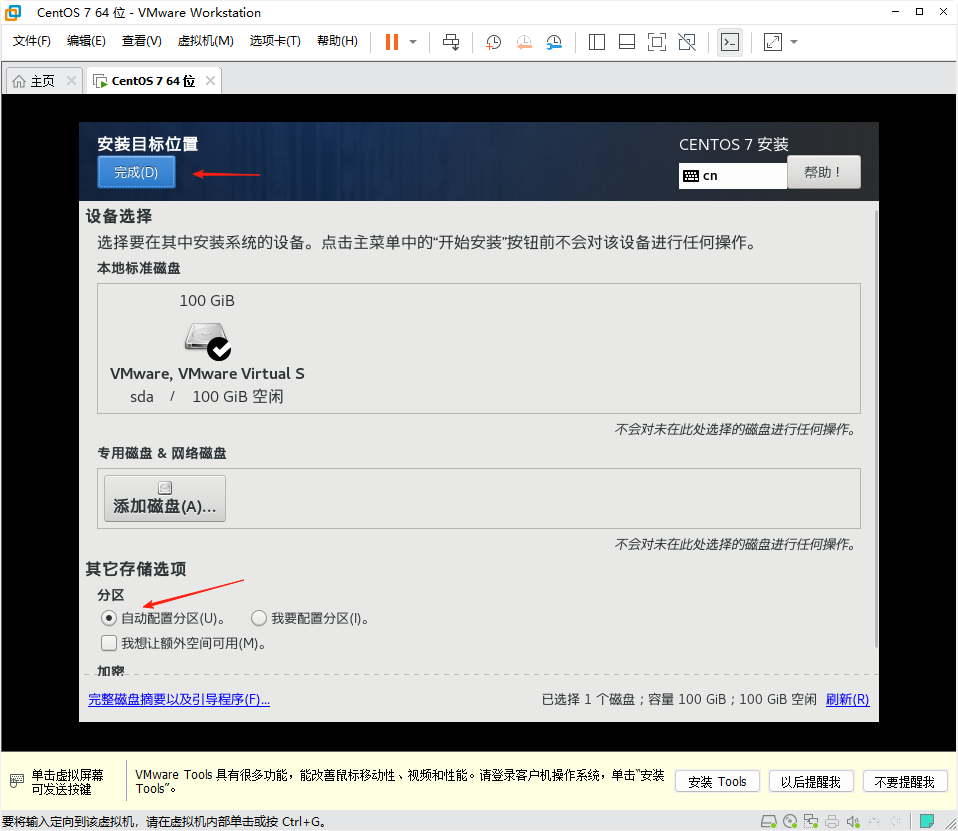 CentOS 7 64 位 - VMware Workstation
文件(F) 编辑(E) 查看(V) 虚拟机(M) 选项卡(T) 帮助(H)
主页 CentOS 7 64 位
安装目标位置 CENTOS 7 安装
完成(D) cn 帮助！
设备选择
选择要在其中安装系统的设备。点击主菜单中的“开始安装”按钮前不会对该设备进行任何操作。
本地标准磁盘
100 GiB
VMware, VMware Virtual S
sda / 100 GiB 空闲
不会对未在此处选择的磁盘进行任何操作。
专用磁盘 & 网络磁盘
添加磁盘(A)...
不会对未在此处选择的磁盘进行任何操作。
其它存储选项
分区
自动配置分区(U)。 我要配置分区(I)。
我想让额外空间可用(M)。
加密
完整磁盘摘要以及引导程序(F)... 已选择 1 个磁盘；容量 100 GiB；100 GiB 空闲 刷新(R)
单击虚拟屏幕
可发送按键
VMware Tools 具有很多功能，能改善鼠标移动性、视频和性能。请登录客户机操作系统，单击“安装
Tools”。
安装 Tools 以后提醒我 不要提醒我
要将输入定向到该虚拟机，请在虚拟机内部单击或按 Ctrl+G。